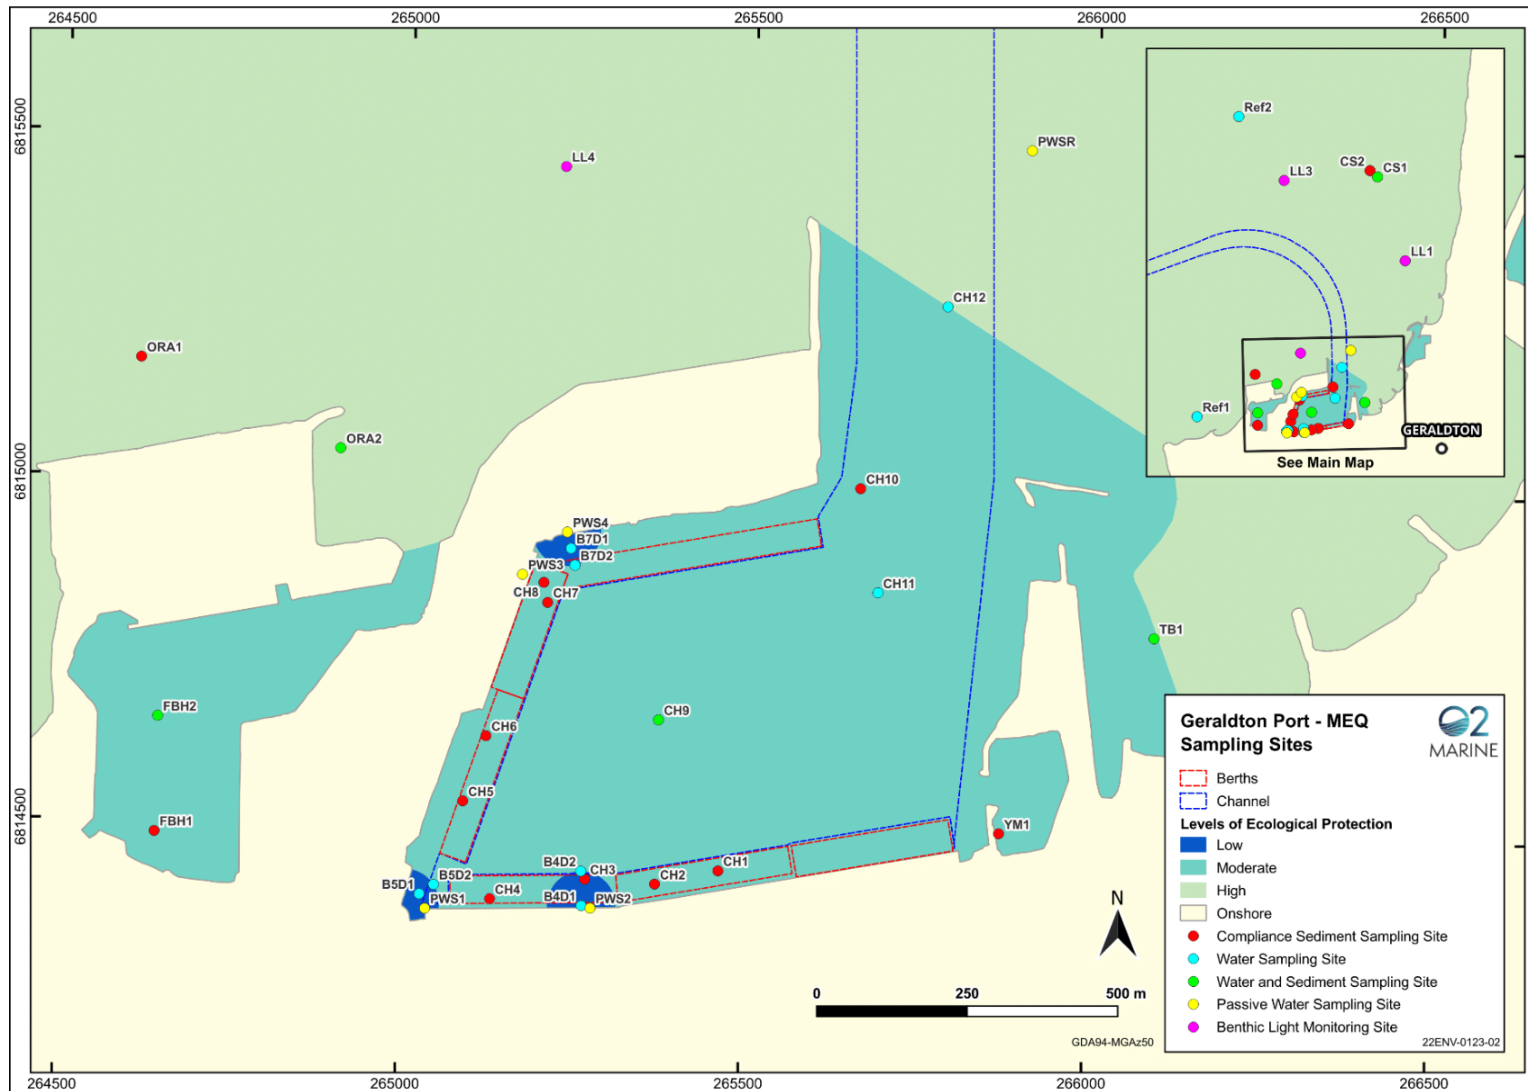 264500
265000
265500
266000
266500
6815500
6815000
6814500
Ref2
CS2
CS1
LL3
LL1
Ref1
GERALDTON
See Main Map
PWSR
LL4
CH12
ORA1
ORA2
CH10
PWS4
B7D1
B7D2
PWS3
CH8
CH7
CH11
TB1
FBH2
CH9
CH6
CH5
FBH1
YM1
B4D2
CH3
CH1
CH2
B5D2
B5D1
CH4
B4D1
PWS2
PWS1
N
0
250
500 m
GDA94-MGAz50
Geraldton Port - MEQ
Sampling Sites
O2
MARINE
Berths
Channel
Levels of Ecological Protection
Low
Moderate
High
Onshore
Compliance Sediment Sampling Site
Water Sampling Site
Water and Sediment Sampling Site
Passive Water Sampling Site
Benthic Light Monitoring Site
22ENV-0123-02
264500
265000
265500
266000
266500